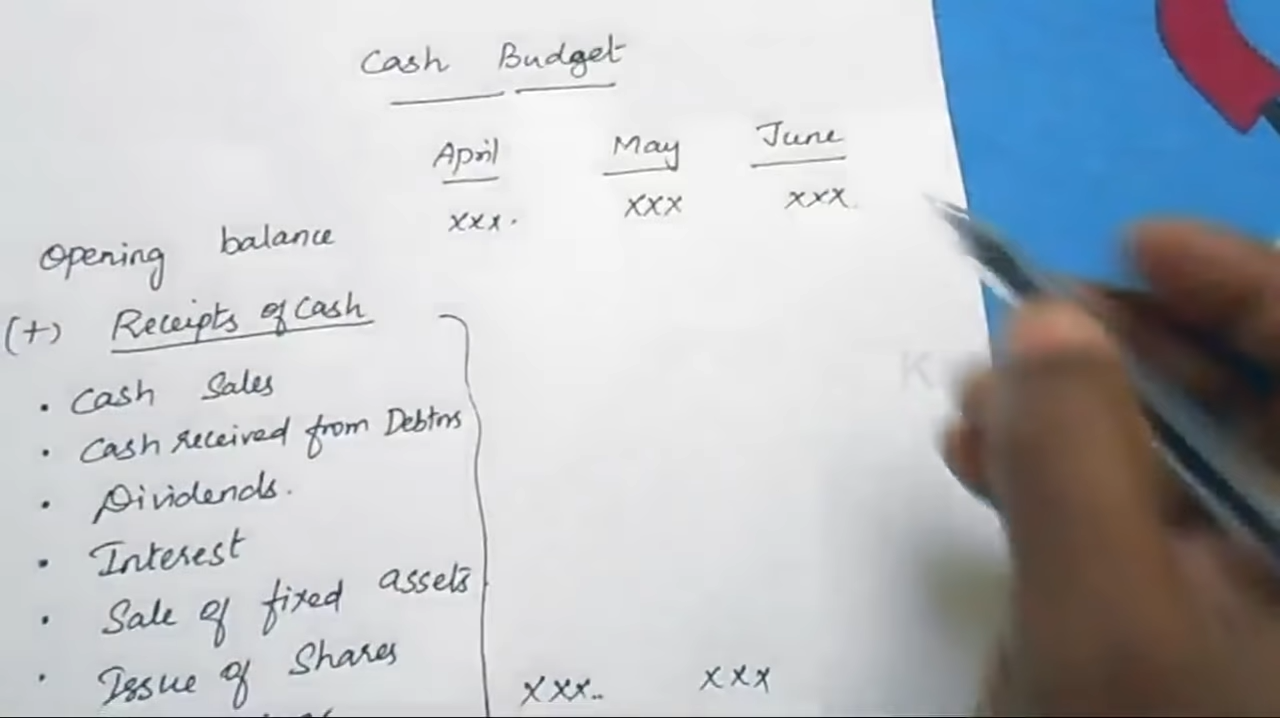 Cash Budget
April May June
Opening balance xxx. xxx xxx.
(+) Receipts of Cash
• Cash Sales
• Cash received from Debtors
• Dividends.
• Interest
• Sale of fixed assets
• Issue of Shares xxx.. xxx